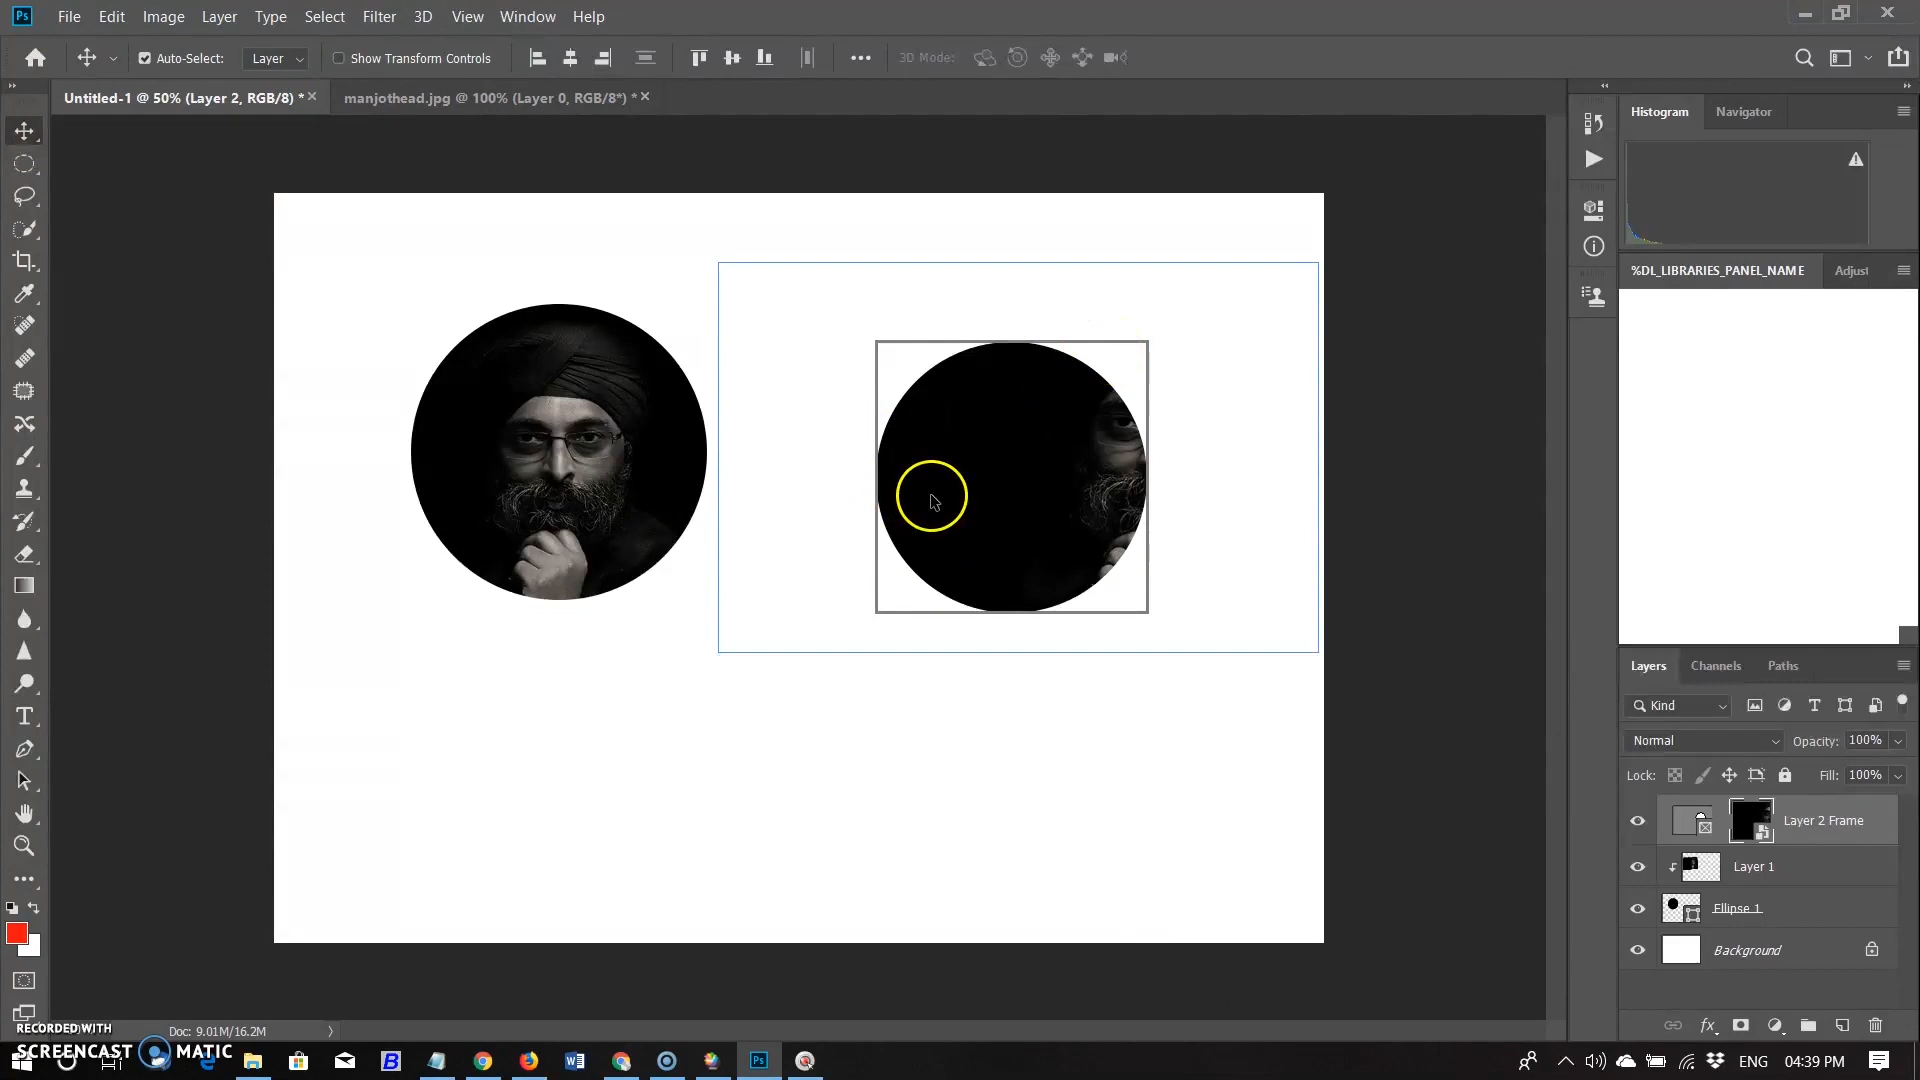 File Edit Image Layer Type Select Filter 3D View Window Help
Auto-Select: Layer Show Transform Controls 3D Mode:
Untitled-1 @ 50% (Layer 2, RGB/8) * manjothead.jpg @ 100% (Layer 0, RGB/8*) *
Histogram Navigator
%DL_LIBRARIES_PANEL_NAME Adjust
Layers Channels Paths
Kind
Normal Opacity: 100%
Lock: Fill: 100%
Layer 2 Frame
Layer 1
Ellipse 1
Background
Doc: 9.01M/16.2M
RECORDED WITH
SCREENCAST MATIC
ENG 04:39 PM